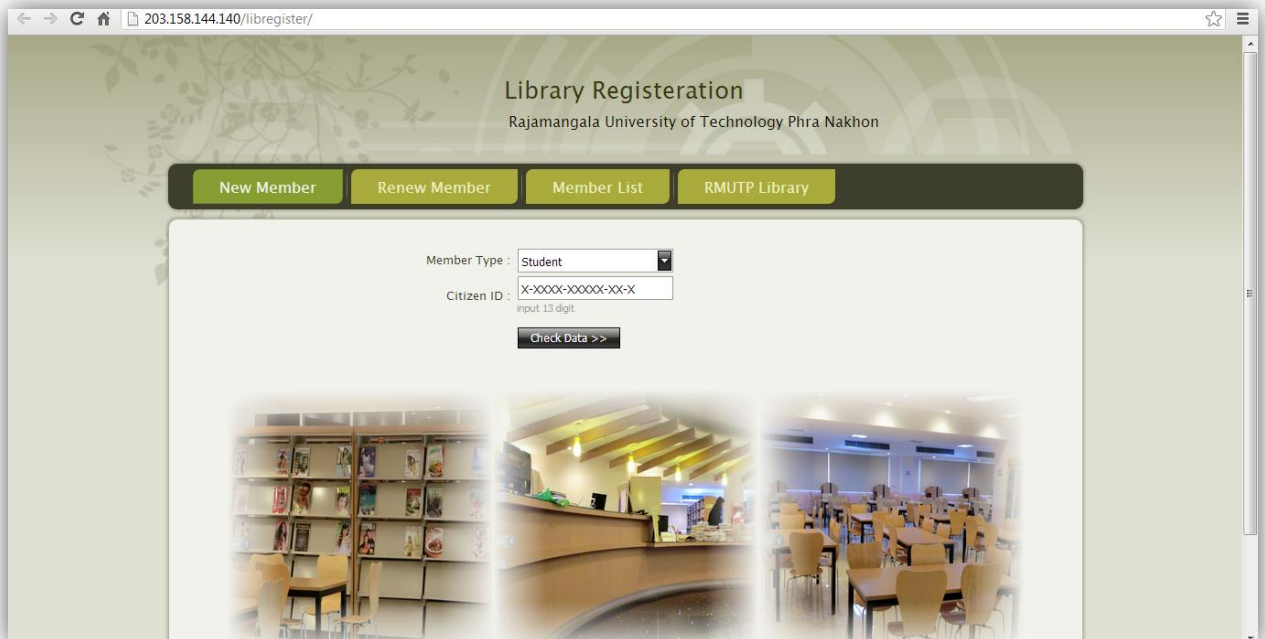 203.158.144.140/libregister/
Library Registeration
Rajamangala University of Technology Phra Nakhon
New Member
Renew Member
Member List
RMUTP Library
Member Type : Student
Citizen ID : X-XXXX-XXXXX-XX-X
input 13 digit
Check Data >>